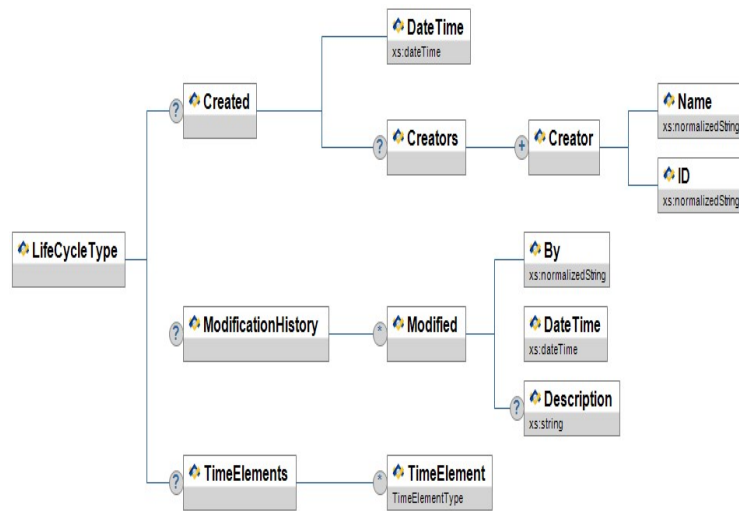 DateTime
xs:dateTime
? Created
? Creators
+ Creator
Name
xs:normalizedString
ID
xs:normalizedString
LifeCycleType
By
xs:normalizedString
? ModificationHistory
* Modified
DateTime
xs:dateTime
? Description
xs:string
? TimeElements
* TimeElement
TimeElementType